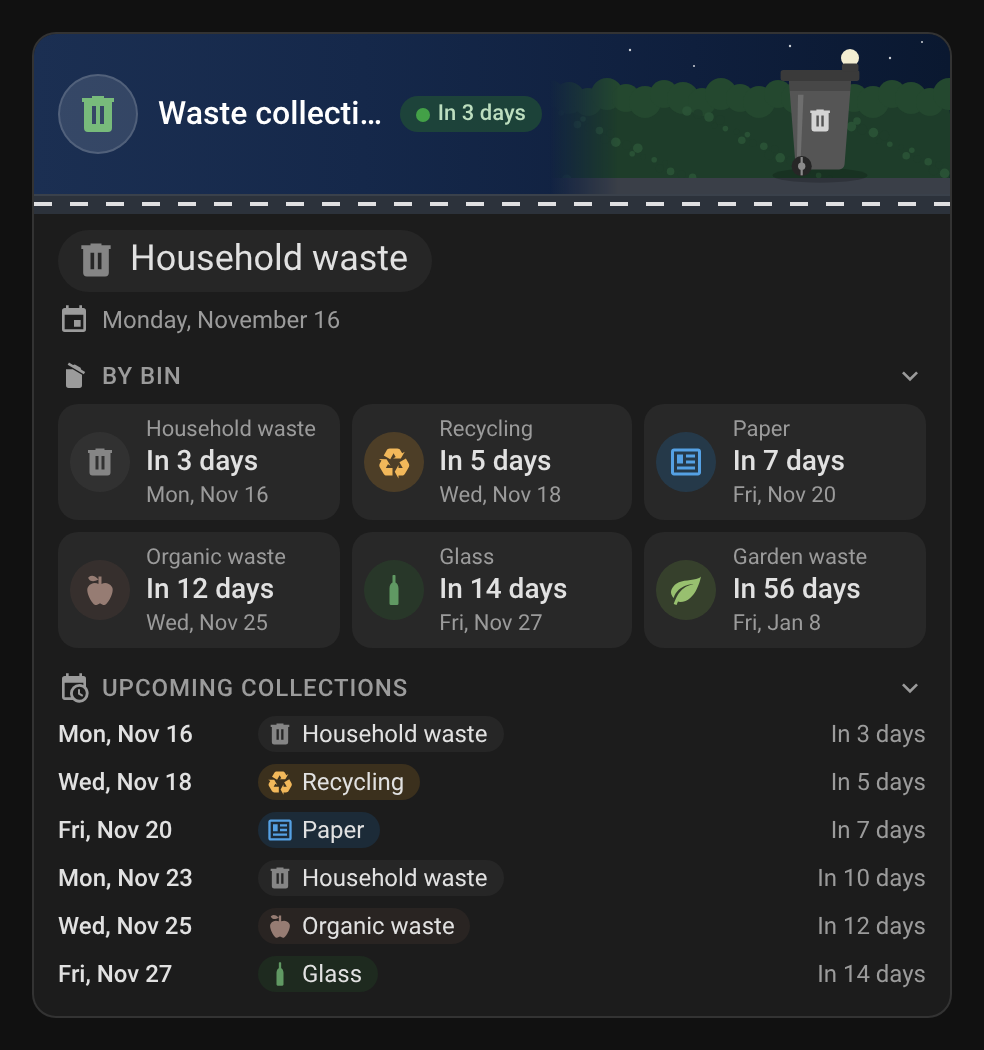 Waste collecti…
In 3 days
Household waste
Monday, November 16
BY BIN
Household waste
In 3 days
Mon, Nov 16
Recycling
In 5 days
Wed, Nov 18
Paper
In 7 days
Fri, Nov 20
Organic waste
In 12 days
Wed, Nov 25
Glass
In 14 days
Fri, Nov 27
Garden waste
In 56 days
Fri, Jan 8
UPCOMING COLLECTIONS
Mon, Nov 16 Household waste In 3 days
Wed, Nov 18 Recycling In 5 days
Fri, Nov 20 Paper In 7 days
Mon, Nov 23 Household waste In 10 days
Wed, Nov 25 Organic waste In 12 days
Fri, Nov 27 Glass In 14 days